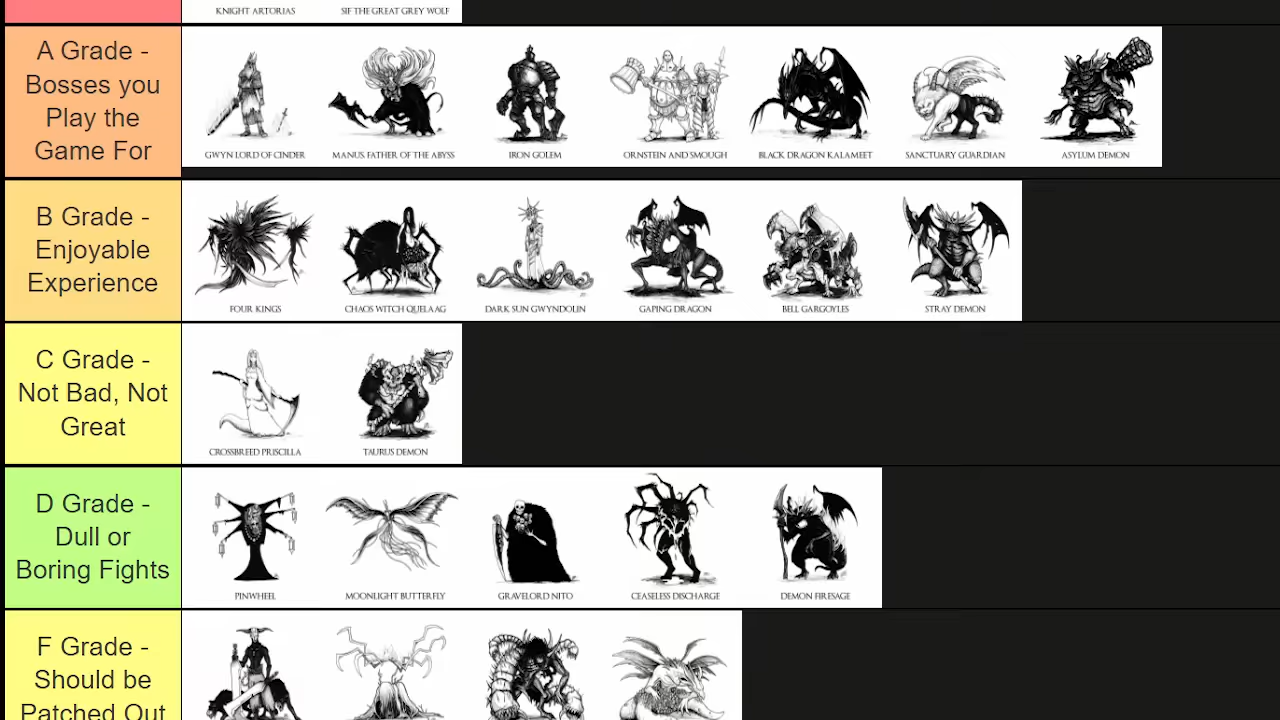 KNIGHT ARTORIAS SIF THE GREAT GREY WOLF
A Grade -
Bosses you
Play the
Game For
GWYN LORD OF CINDER MANUS, FATHER OF THE ABYSS IRON GOLEM ORNSTEIN AND SMOUGH BLACK DRAGON KALAMEET SANCTUARY GUARDIAN ASYLUM DEMON
B Grade -
Enjoyable
Experience
FOUR KINGS CHAOS WITCH QUELAAG DARK SUN GWYNDOLIN GAPING DRAGON BELL GARGOYLES STRAY DEMON
C Grade -
Not Bad, Not
Great
CROSSBREED PRISCILLA TAURUS DEMON
D Grade -
Dull or
Boring Fights
PINWHEEL MOONLIGHT BUTTERFLY GRAVELORD NITO CEASELESS DISCHARGE DEMON FIRESAGE
F Grade -
Should be
Patched Out